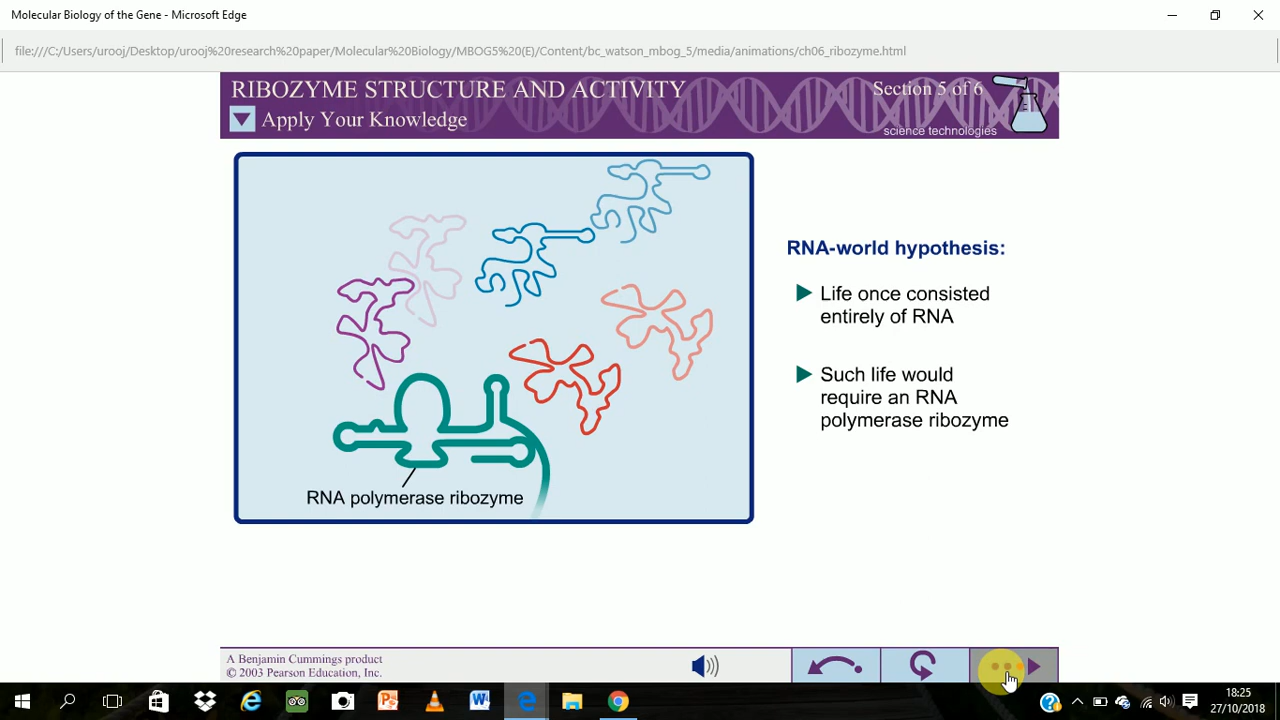 Molecular Biology of the Gene - Microsoft Edge
file:///C:/Users/urooj/Desktop/urooj%20research%20paper/Molecular%20Biology/MBOG5%20(E)/Content/bc_watson_mbog_5/media/animations/ch06_ribozyme.html
RIBOZYME STRUCTURE AND ACTIVITY
Section 5 of 6
Apply Your Knowledge
science technologies
RNA-world hypothesis:
Life once consisted
entirely of RNA
Such life would
require an RNA
polymerase ribozyme
RNA polymerase ribozyme
A Benjamin Cummings product
© 2003 Pearson Education, Inc.
18:25
27/10/2018